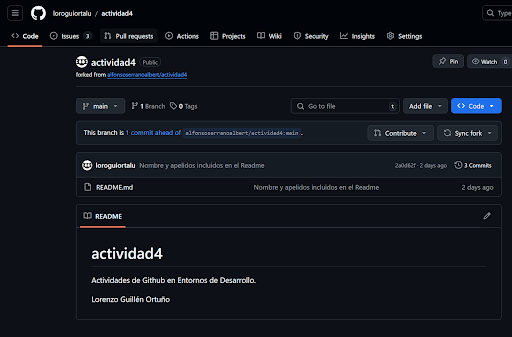 loroguiortalu / actividad4
Type
Code Issues 3 Pull requests Actions Projects Wiki Security Insights Settings
actividad4 Public Pin Watch 0
forked from alfonsoserranoalbert/actividad4
main 1 Branch 0 Tags Go to file t Add file Code
This branch is 1 commit ahead of alfonsoserranoalbert/actividad4:main . Contribute Sync fork
loroguiortalu Nombre y apelidos incluidos en el Readme 2a0d62f · 2 days ago 3 Commits
README.md Nombre y apelidos incluidos en el Readme 2 days ago
README
actividad4
Actividades de Github en Entornos de Desarrollo.
Lorenzo Guillén Ortuño